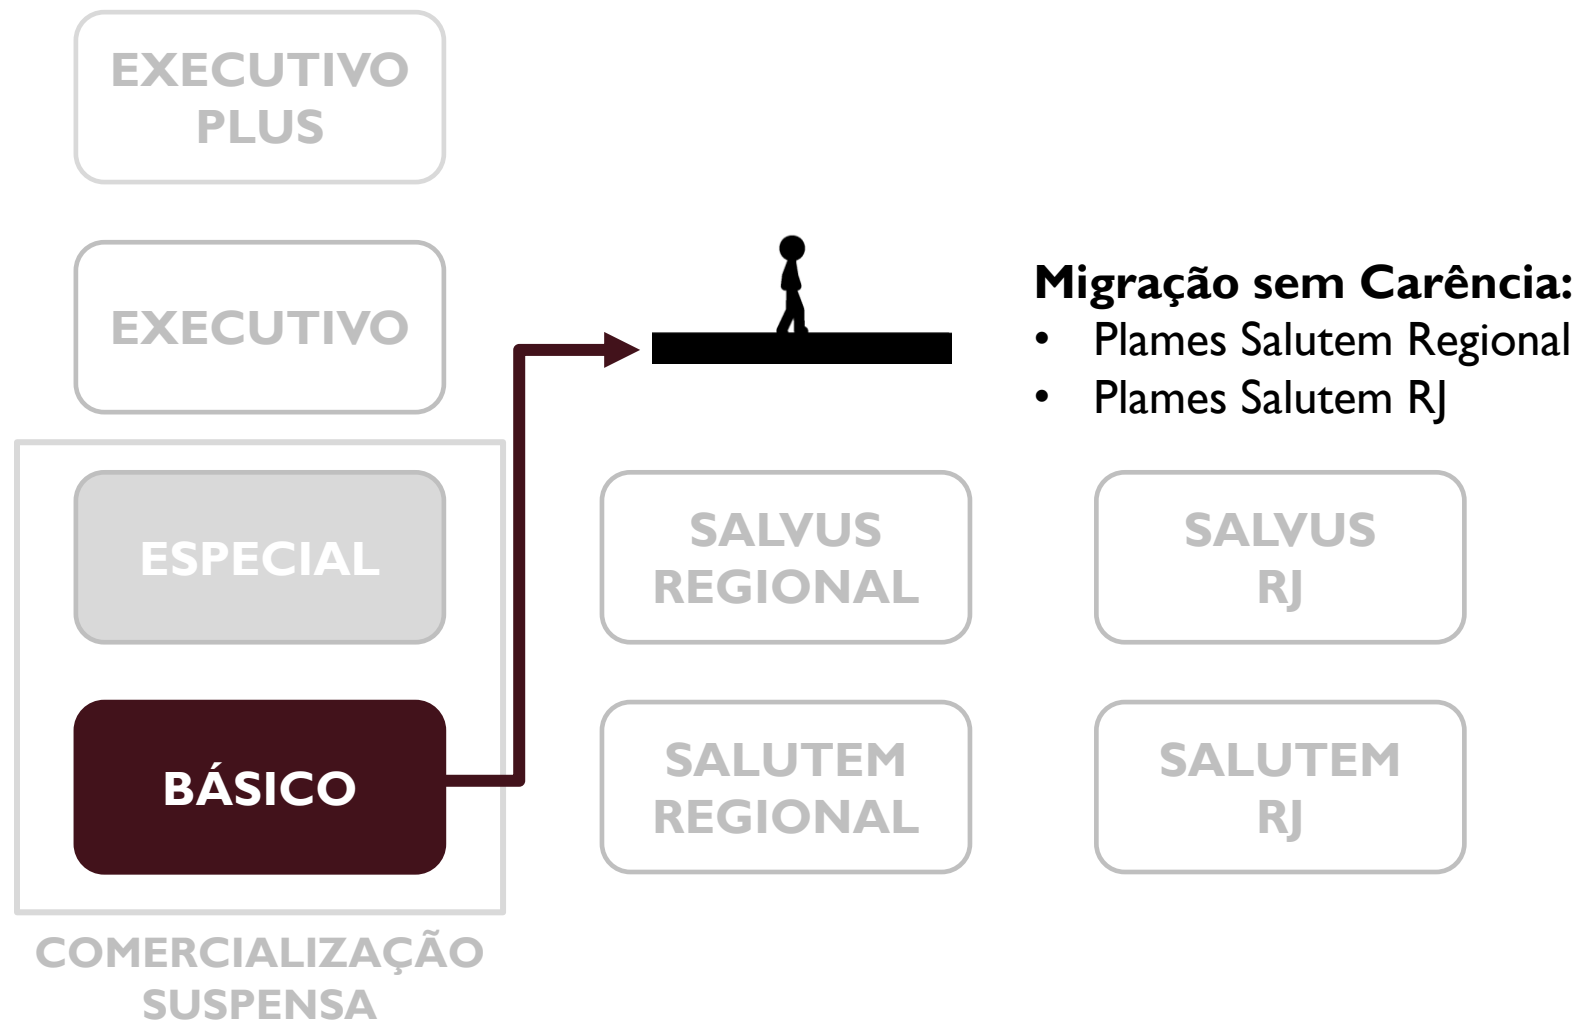 EXECUTIVO
PLUS
EXECUTIVO
Migração sem Carência:
• Plames Salutem Regional
• Plames Salutem RJ
ESPECIAL
SALVUS
REGIONAL
SALVUS
RJ
BÁSICO
SALUTEM
REGIONAL
SALUTEM
RJ
COMERCIALIZAÇÃO
SUSPENSA